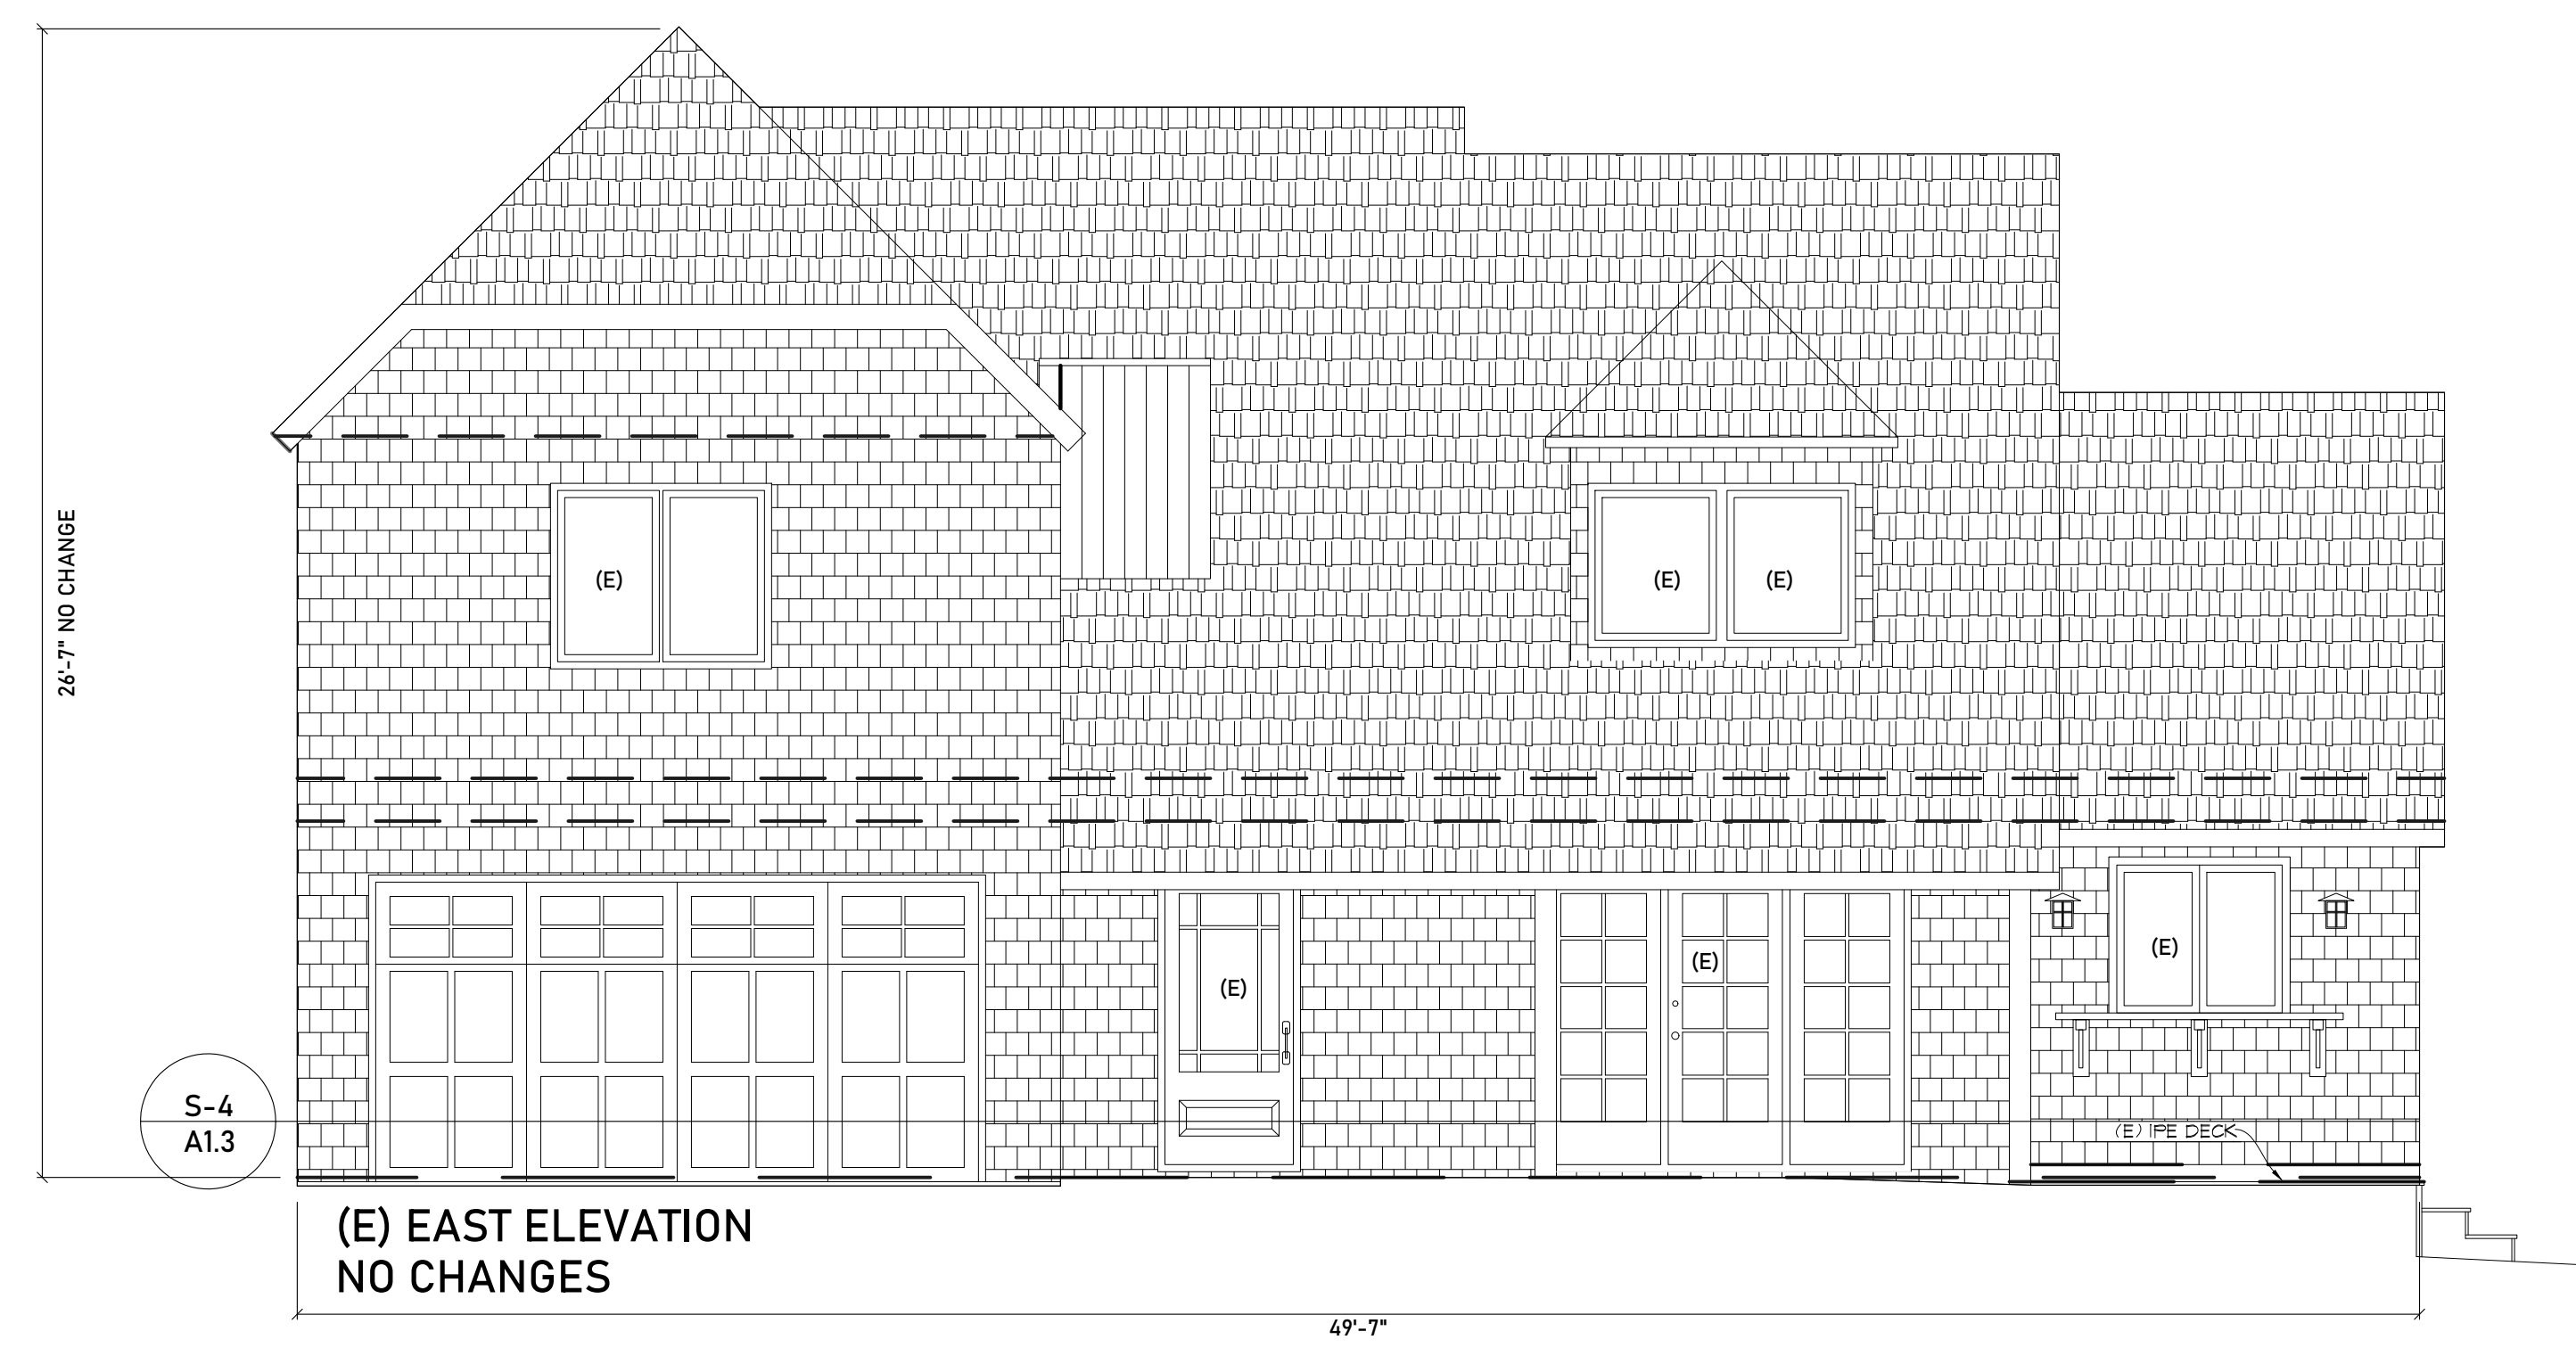 26'-7" NO CHANGE
(E)
(E)
(E)
(E)
(E)
(E)
S-4
A1.3
(E) IPE DECK
(E) EAST ELEVATION
NO CHANGES
49'-7"